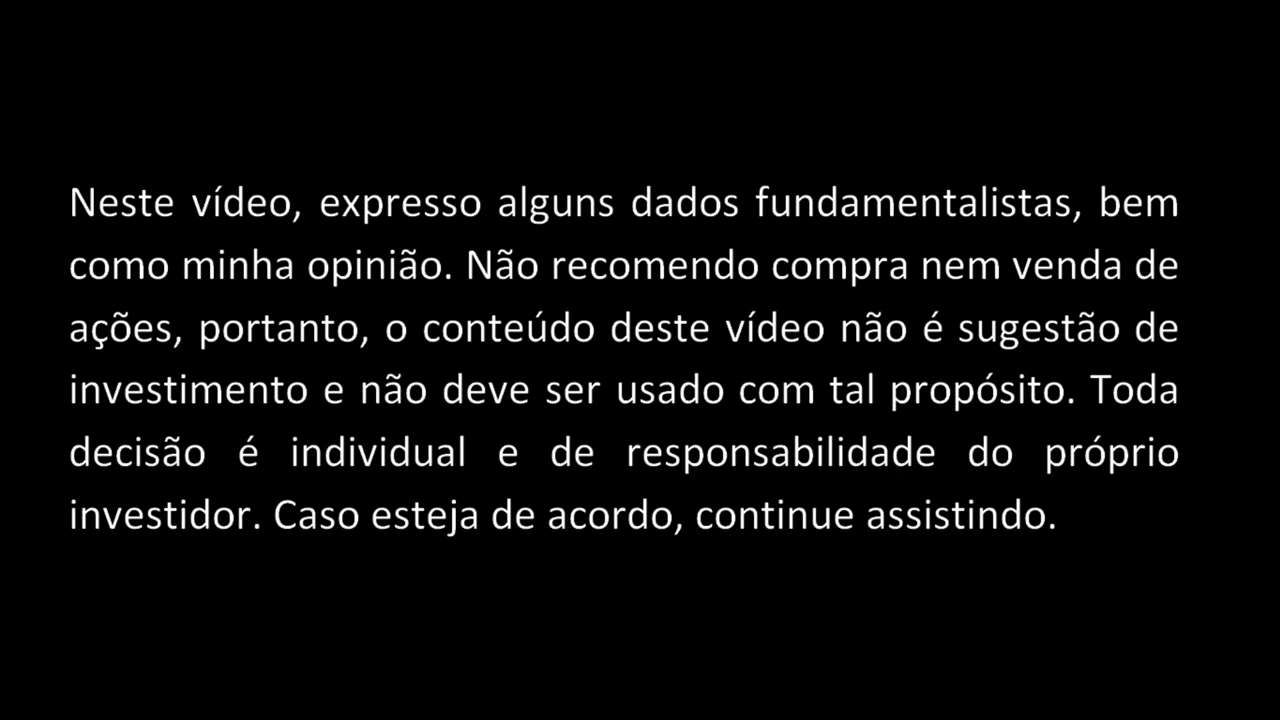 Neste vídeo, expresso alguns dados fundamentalistas, bem
como minha opinião. Não recomendo compra nem venda de
ações, portanto, o conteúdo deste vídeo não é sugestão de
investimento e não deve ser usado com tal propósito. Toda
decisão é individual e de responsabilidade do próprio
investidor. Caso esteja de acordo, continue assistindo.